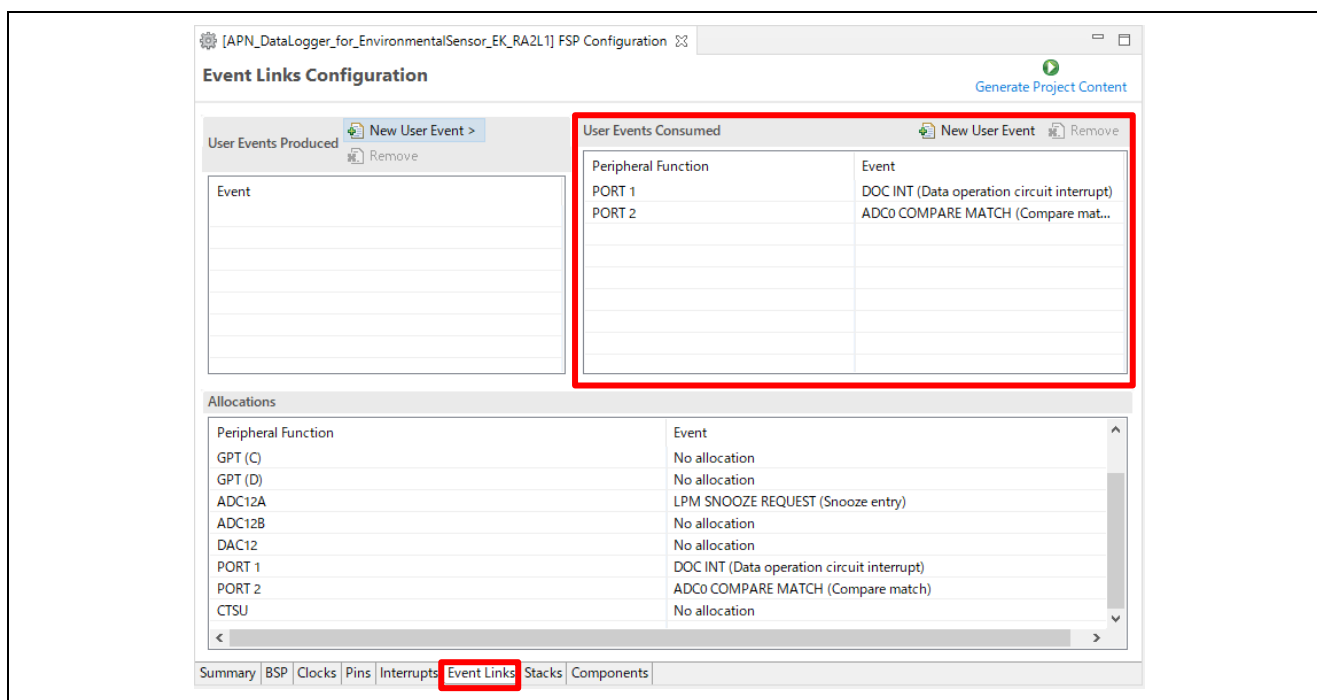 [APN_DataLogger_for_EnvironmentalSensor_EK_RA2L1] FSP Configuration
Event Links Configuration
Generate Project Content
User Events Produced
New User Event >
Remove
Event
User Events Consumed
New User Event
Remove
Peripheral Function Event
PORT 1 DOC INT (Data operation circuit interrupt)
PORT 2 ADC0 COMPARE MATCH (Compare mat...
Allocations
Peripheral Function Event
GPT (C) No allocation
GPT (D) No allocation
ADC12A LPM SNOOZE REQUEST (Snooze entry)
ADC12B No allocation
DAC12 No allocation
PORT 1 DOC INT (Data operation circuit interrupt)
PORT 2 ADC0 COMPARE MATCH (Compare match)
CTSU No allocation
Summary BSP Clocks Pins Interrupts Event Links Stacks Components